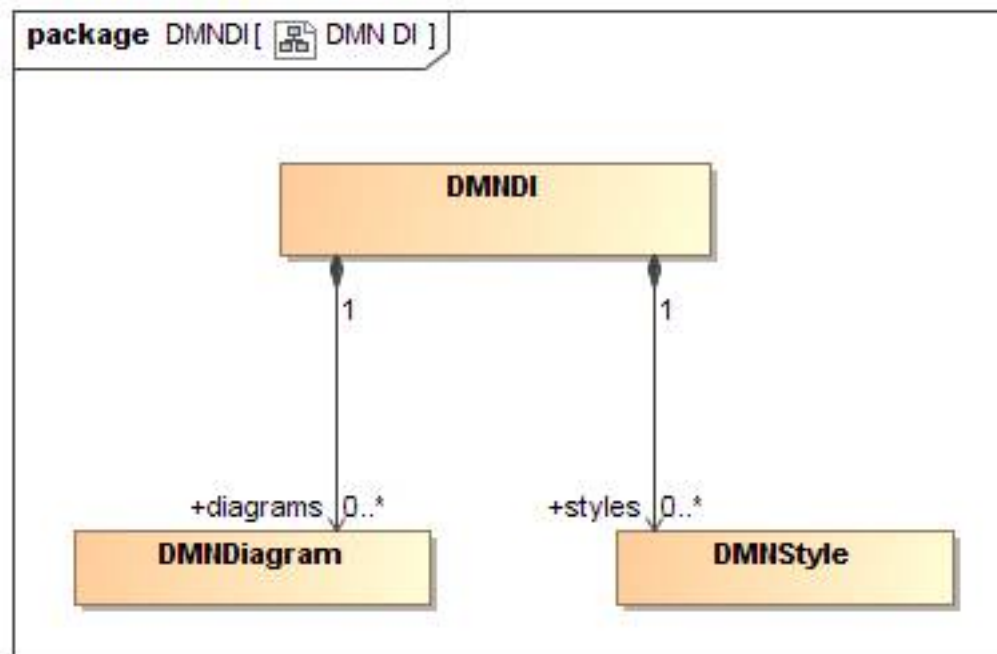 package DMNDI[ DMN DI ]
DMNDI
1 1
+diagrams 0..* +styles 0..*
DMNDiagram DMNStyle